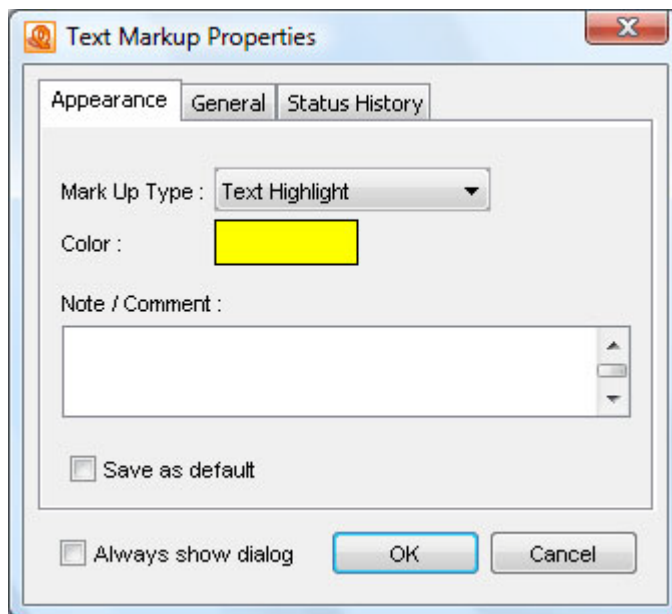 Text Markup Properties
Appearance General Status History
Mark Up Type : Text Highlight
Color :
Note / Comment :
Save as default
Always show dialog OK Cancel